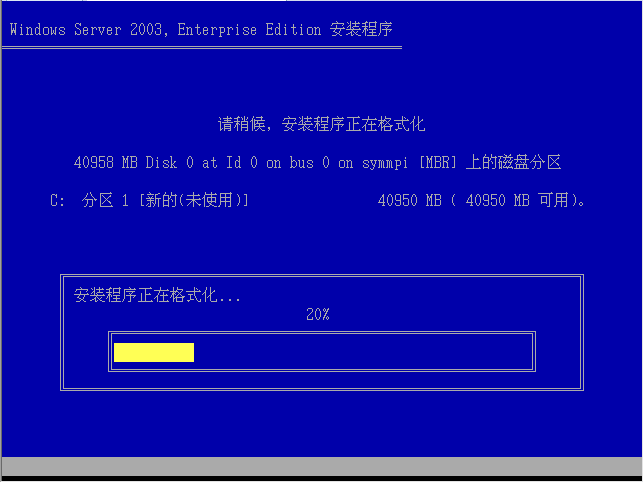 Windows Server 2003, Enterprise Edition 安装程序
请稍候，安装程序正在格式化
40958 MB Disk 0 at Id 0 on bus 0 on symmpi [MBR] 上的磁盘分区
C: 分区 1 [新的(未使用)] 40950 MB ( 40950 MB 可用)。
安装程序正在格式化...
20%